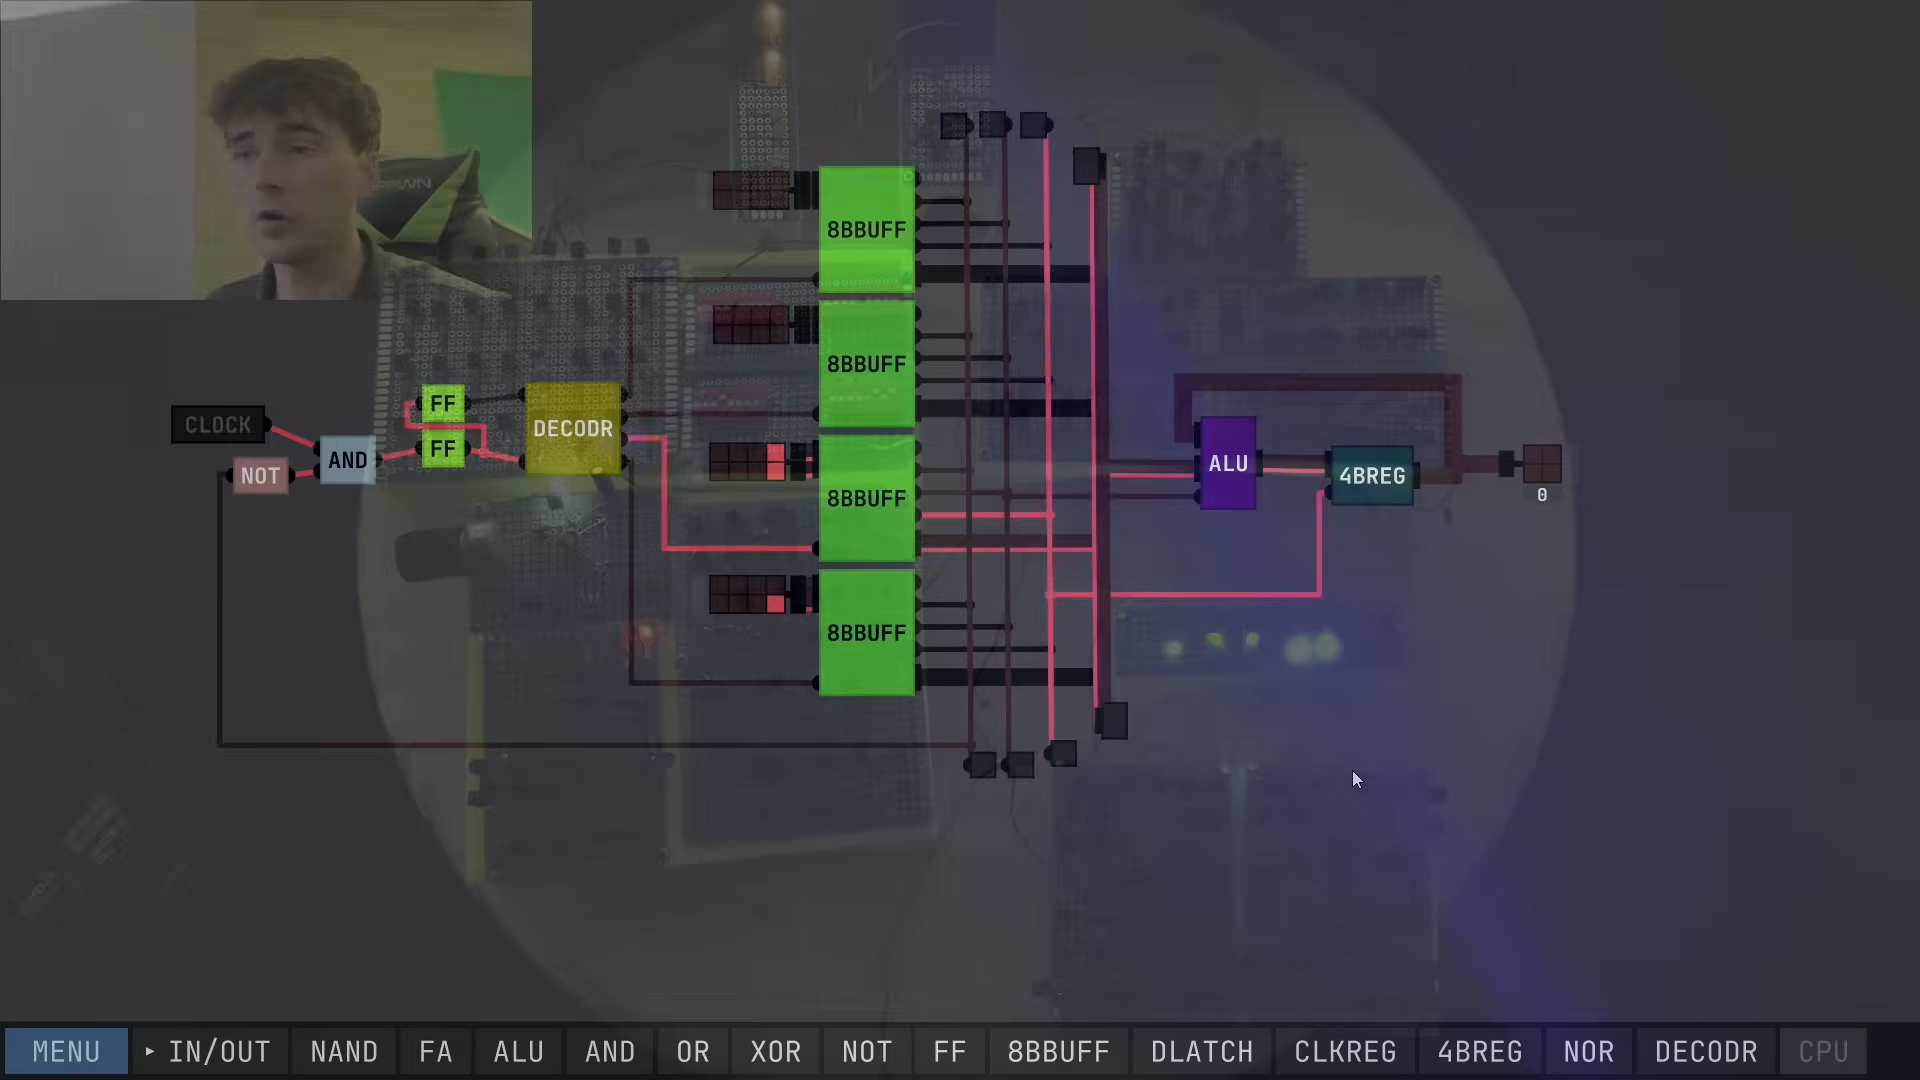 8BBUFF
8BBUFF
CLOCK
FF
DECODR
FF
AND
NOT
8BBUFF
ALU
4BREG
0
8BBUFF
MENU
IN/OUT
NAND
FA
ALU
AND
OR
XOR
NOT
FF
8BBUFF
DLATCH
CLKREG
4BREG
NOR
DECODR
CPU